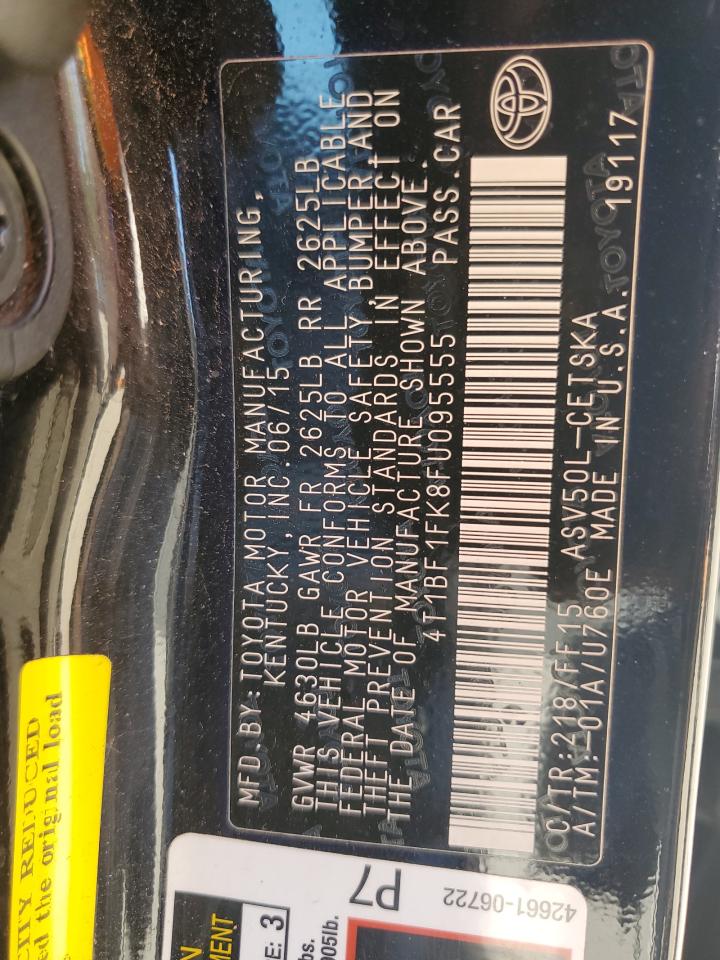 MFD.BY:TOYOTA MOTOR MANUFACTURING,
KENTUCKY, INC. 06/15
GVWR 4630LB GAWR FR 2625LB RR 2625LB
THIS VEHICLE CONFORMS TO ALL APPLICABLE
FEDERAL MOTOR VEHICLE SAFETY, BUMPER, AND
THEFT PREVENTION STANDARDS IN EFFECT ON
THE DATE OF MANUFACTURE SHOWN ABOVE.
4T1BF1FK8FU095555 PASS.CAR
C/TR:218/FF15 ASV50L-CETSKA
A/TM:-01A/U760E MADE IN U.S.A. 19117
TOYOTA
REDUCED
the original load
P7
42661-06722
E: 3